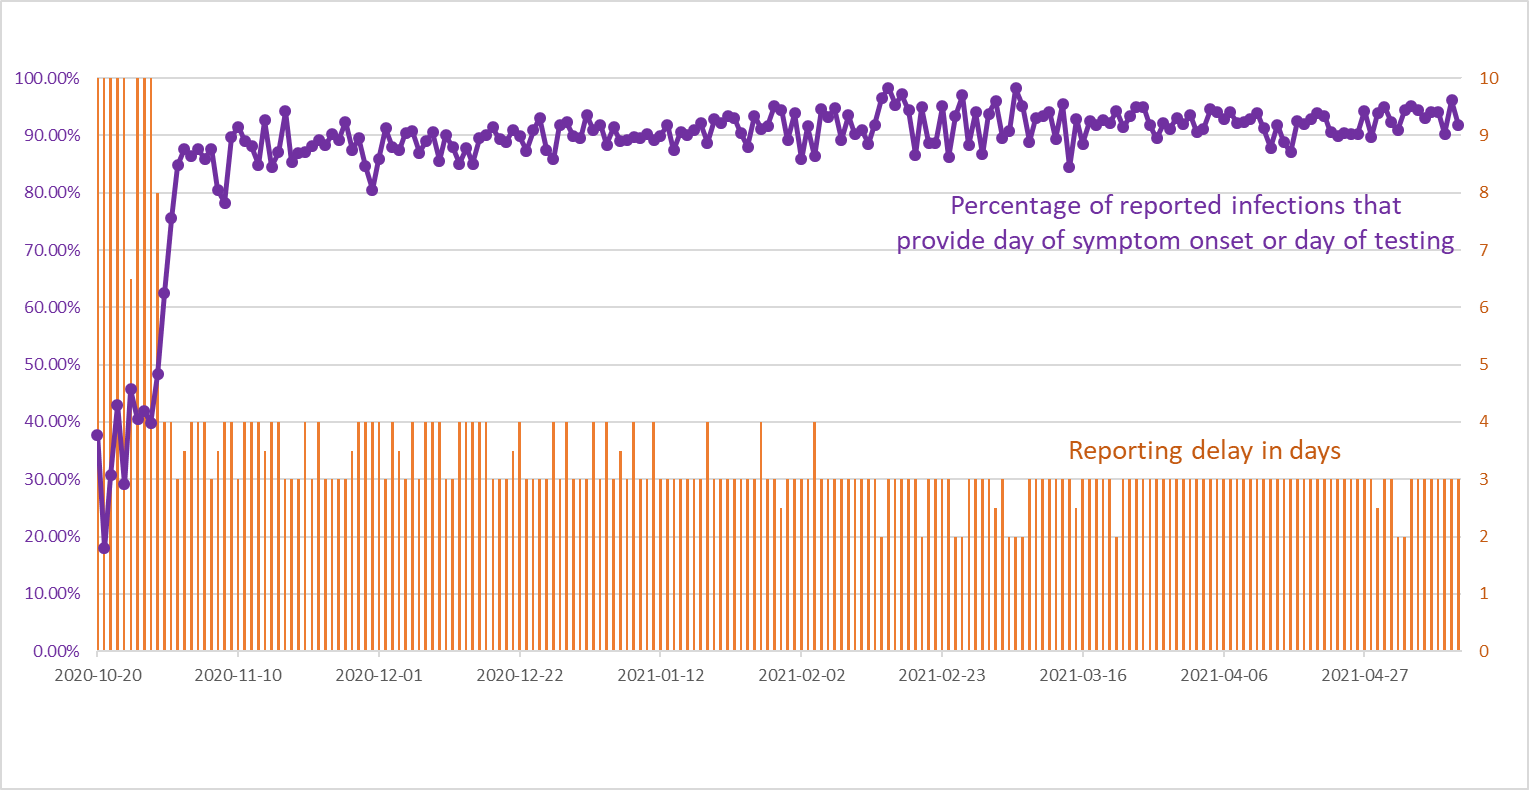 100.00% 10
90.00% 9
80.00% 8
Percentage of reported infections that
provide day of symptom onset or day of testing
70.00% 7
60.00% 6
50.00% 5
40.00% 4
Reporting delay in days
30.00% 3
20.00% 2
10.00% 1
0.00% 0
2020-10-20 2020-11-10 2020-12-01 2020-12-22 2021-01-12 2021-02-02 2021-02-23 2021-03-16 2021-04-06 2021-04-27